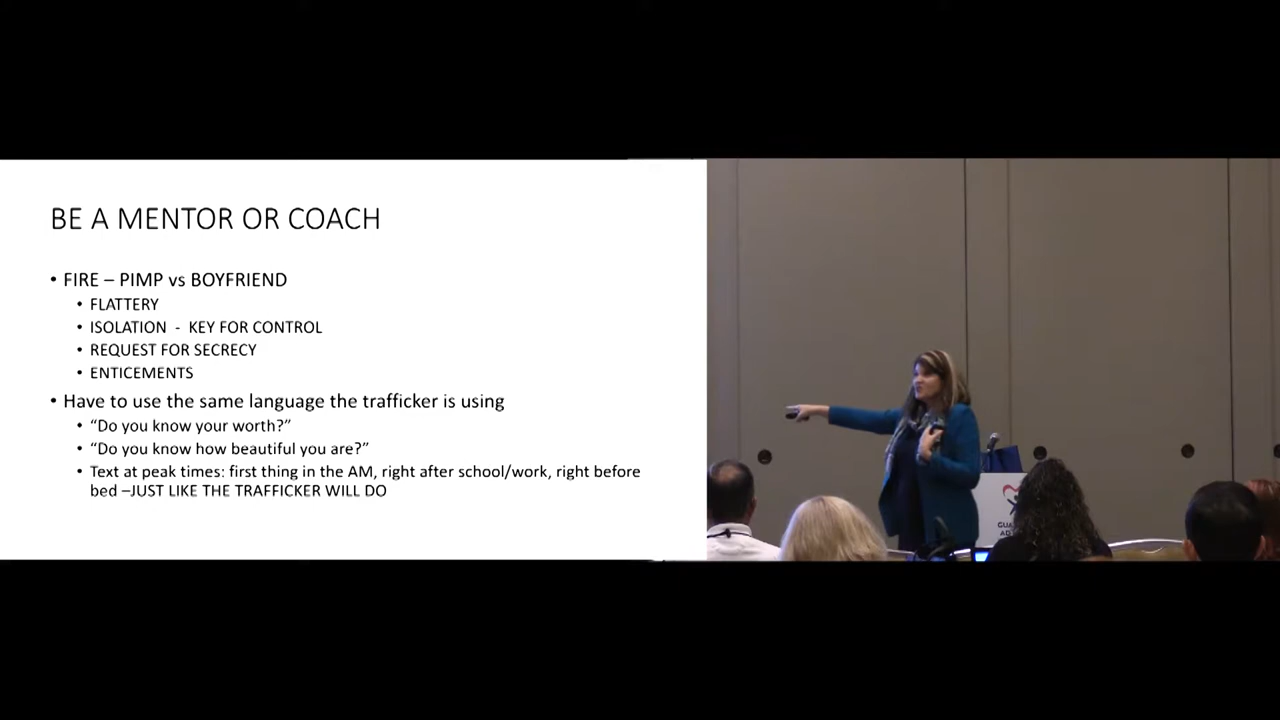 BE A MENTOR OR COACH
• FIRE – PIMP vs BOYFRIEND
• FLATTERY
• ISOLATION - KEY FOR CONTROL
• REQUEST FOR SECRECY
• ENTICEMENTS
• Have to use the same language the trafficker is using
• “Do you know your worth?”
• “Do you know how beautiful you are?”
• Text at peak times: first thing in the AM, right after school/work, right before
bed –JUST LIKE THE TRAFFICKER WILL DO